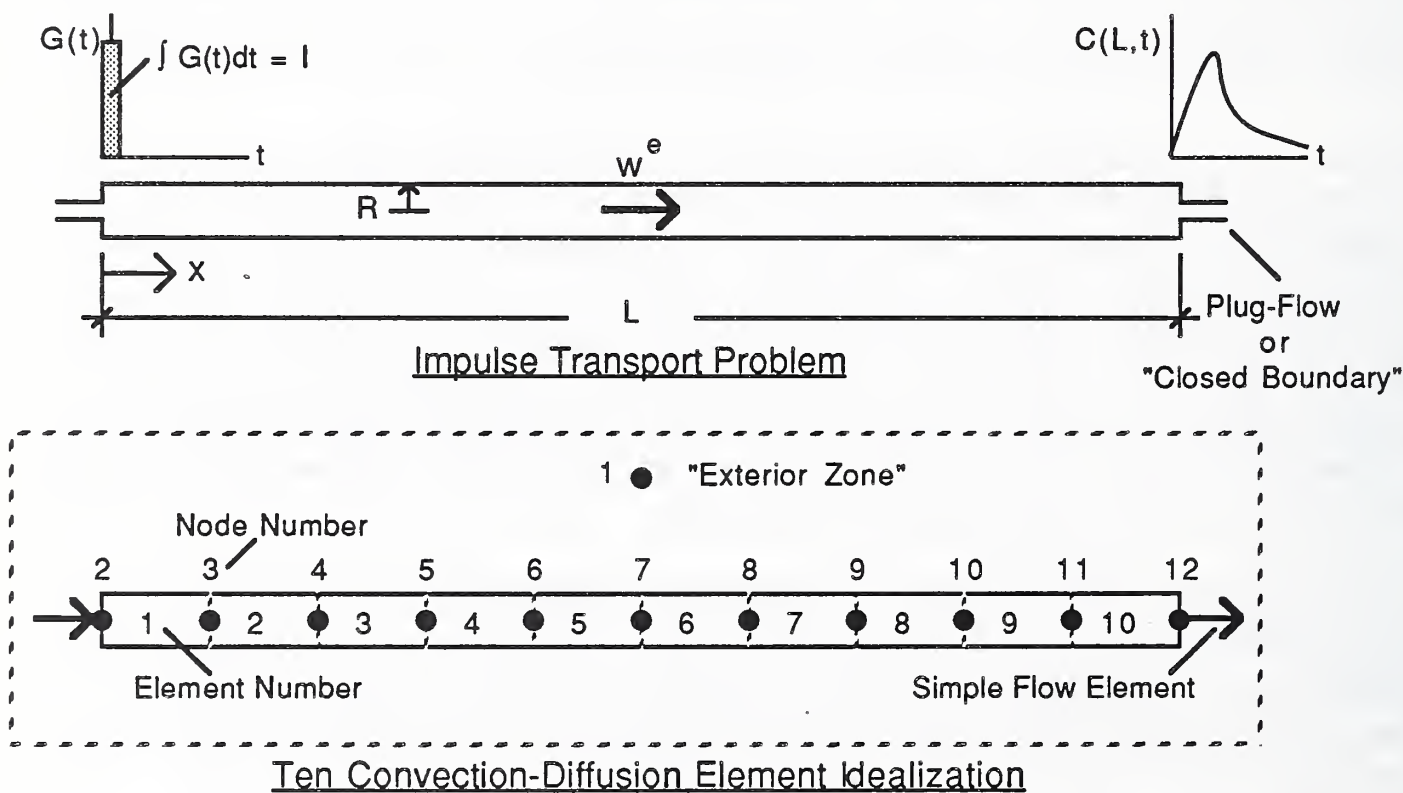 G(t)
∫ G(t)dt = I
t
C(L,t)
t
w e
R
X
L
Plug-Flow
or
"Closed Boundary"
Impulse Transport Problem
1 "Exterior Zone"
Node Number
2 3 4 5 6 7 8 9 10 11 12
1 2 3 4 5 6 7 8 9 10
Element Number
Simple Flow Element
Ten Convection-Diffusion Element Idealization